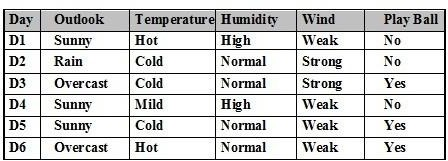 Day Outlook Temperature Humidity Wind Play Ball
D1 Sunny Hot High Weak No
D2 Rain Cold Normal Strong No
D3 Overcast Cold Normal Strong Yes
D4 Sunny Mild High Weak No
D5 Sunny Cold Normal Weak Yes
D6 Overcast Hot Normal Weak Yes